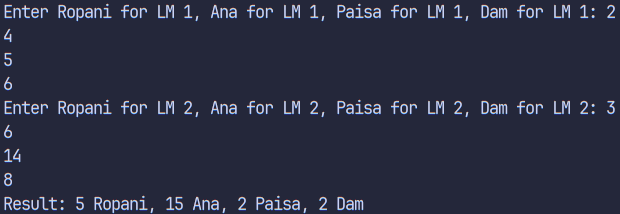 Enter Ropani for LM 1, Ana for LM 1, Paisa for LM 1, Dam for LM 1: 2
4
5
6
Enter Ropani for LM 2, Ana for LM 2, Paisa for LM 2, Dam for LM 2: 3
6
14
8
Result: 5 Ropani, 15 Ana, 2 Paisa, 2 Dam